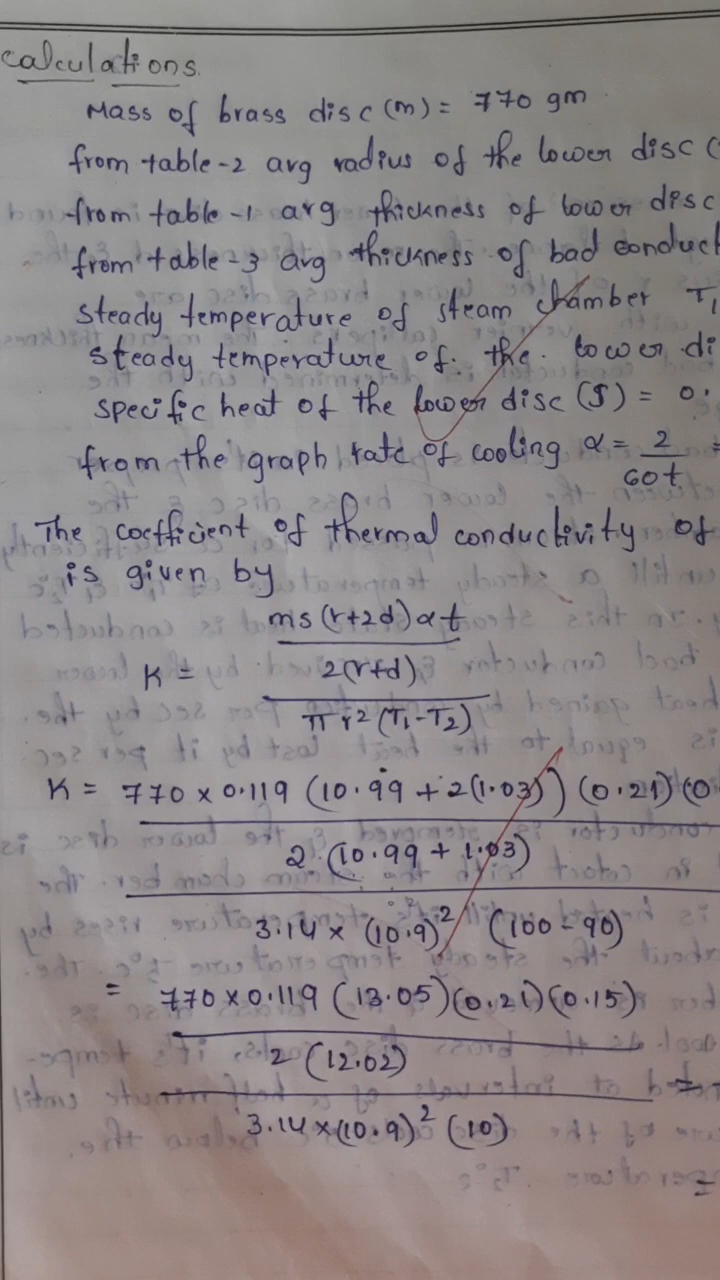 calculations.
Mass of brass disc (m) = 770 gm
from table-2 avg radius of the lower disc (
from table-1 avg thickness of lower disc
from table-3 avg thickness of bad conduct
steady temperature of steam chamber T₁
steady temperature of the lower di
specific heat of the lower disc (S) = 0.
from the graph rate of cooling α = 2/60t =
The coefficient of thermal conductivity of
is given by
ms(r+2d)αt
K = 2(r+d)
πr²(T₁-T₂)
K = 770 × 0.119 (10.99 + 2(1.03)) (0.21) (0
2 (10.99 + 1.03)
3.14 × (10.9)² (100 - 90)
= 770 × 0.119 (13.05) (0.21) (0.15)
2 (12.02)
3.14 × (10.9)² (10)